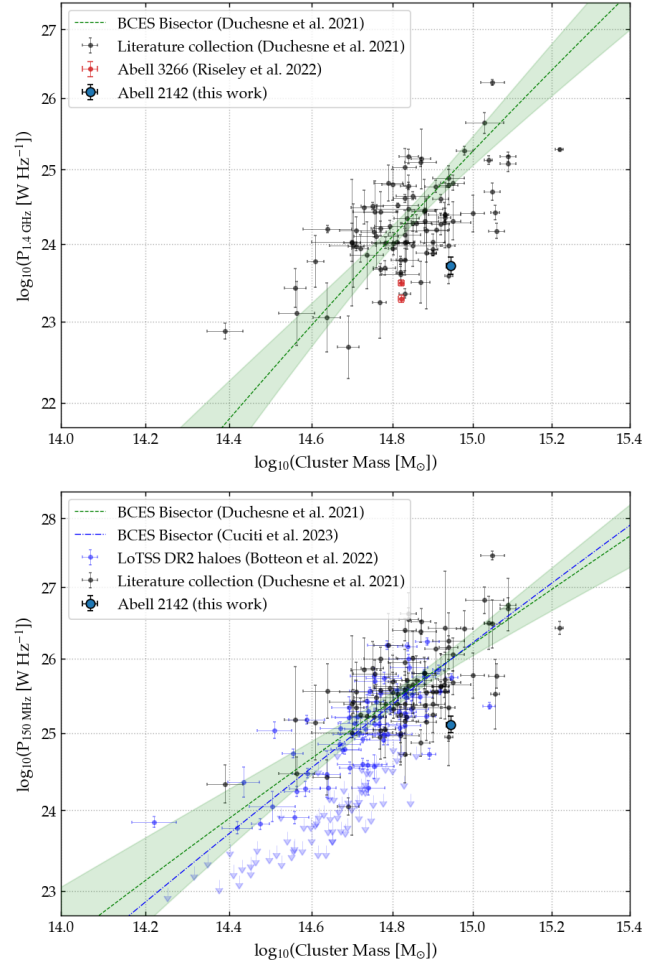 27
26
25
24
23
22
log₁₀(P₁.₄ GHz [W Hz⁻¹])
BCES Bisector (Duchesne et al. 2021)
Literature collection (Duchesne et al. 2021)
Abell 3266 (Riseley et al. 2022)
Abell 2142 (this work)
14.0 14.2 14.4 14.6 14.8 15.0 15.2 15.4
log₁₀(Cluster Mass [M⊙])
28
27
26
25
24
23
log₁₀(P₁₅₀ MHz [W Hz⁻¹])
BCES Bisector (Duchesne et al. 2021)
BCES Bisector (Cuciti et al. 2023)
LoTSS DR2 haloes (Botteon et al. 2022)
Literature collection (Duchesne et al. 2021)
Abell 2142 (this work)
14.0 14.2 14.4 14.6 14.8 15.0 15.2 15.4
log₁₀(Cluster Mass [M⊙])